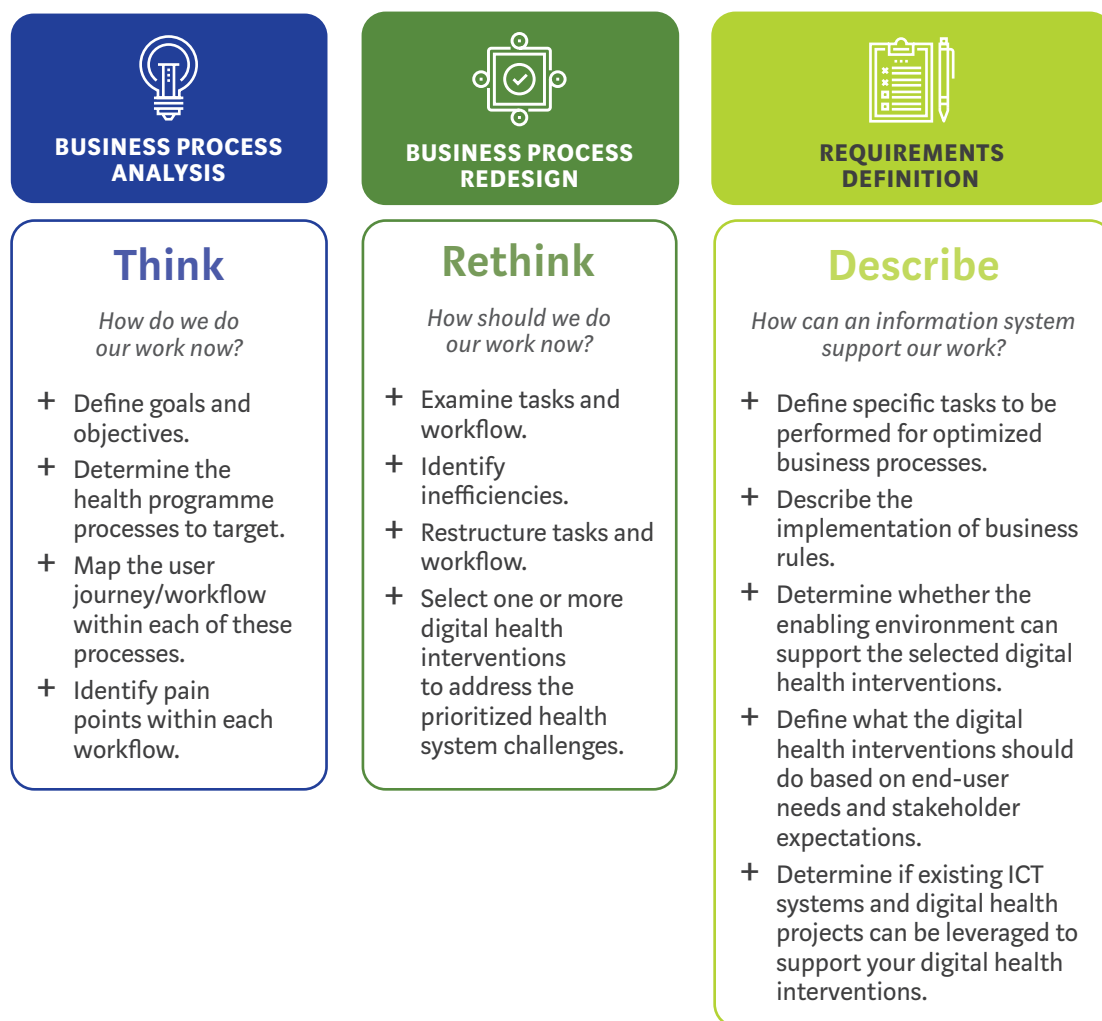 BUSINESS PROCESS
ANALYSIS
Think
How do we do
our work now?
+ Define goals and
objectives.
+ Determine the
health programme
processes to target.
+ Map the user
journey/workflow
within each of these
processes.
+ Identify pain
points within each
workflow.
BUSINESS PROCESS
REDESIGN
Rethink
How should we do
our work now?
+ Examine tasks and
workflow.
+ Identify
inefficiencies.
+ Restructure tasks and
workflow.
+ Select one or more
digital health
interventions
to address the
prioritized health
system challenges.
REQUIREMENTS
DEFINITION
Describe
How can an information system
support our work?
+ Define specific tasks to be
performed for optimized
business processes.
+ Describe the
implementation of business
rules.
+ Determine whether the
enabling environment can
support the selected digital
health interventions.
+ Define what the digital
health interventions should
do based on end-user
needs and stakeholder
expectations.
+ Determine if existing ICT
systems and digital health
projects can be leveraged to
support your digital health
interventions.